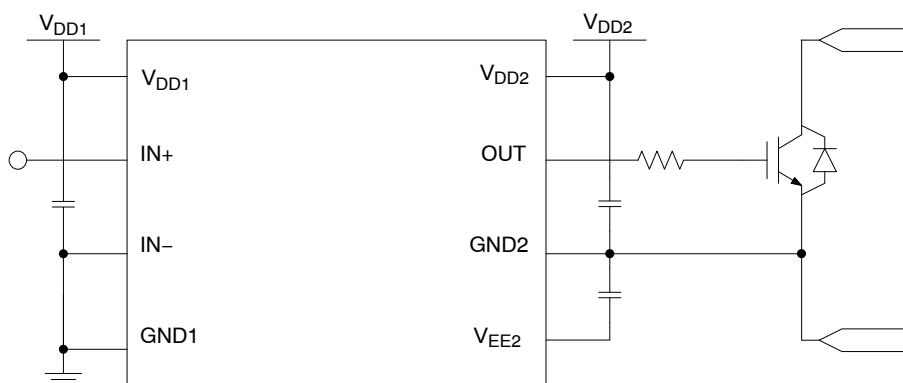 VDD1
VDD2
VDD1
VDD2
IN+
OUT
IN−
GND2
GND1
VEE2